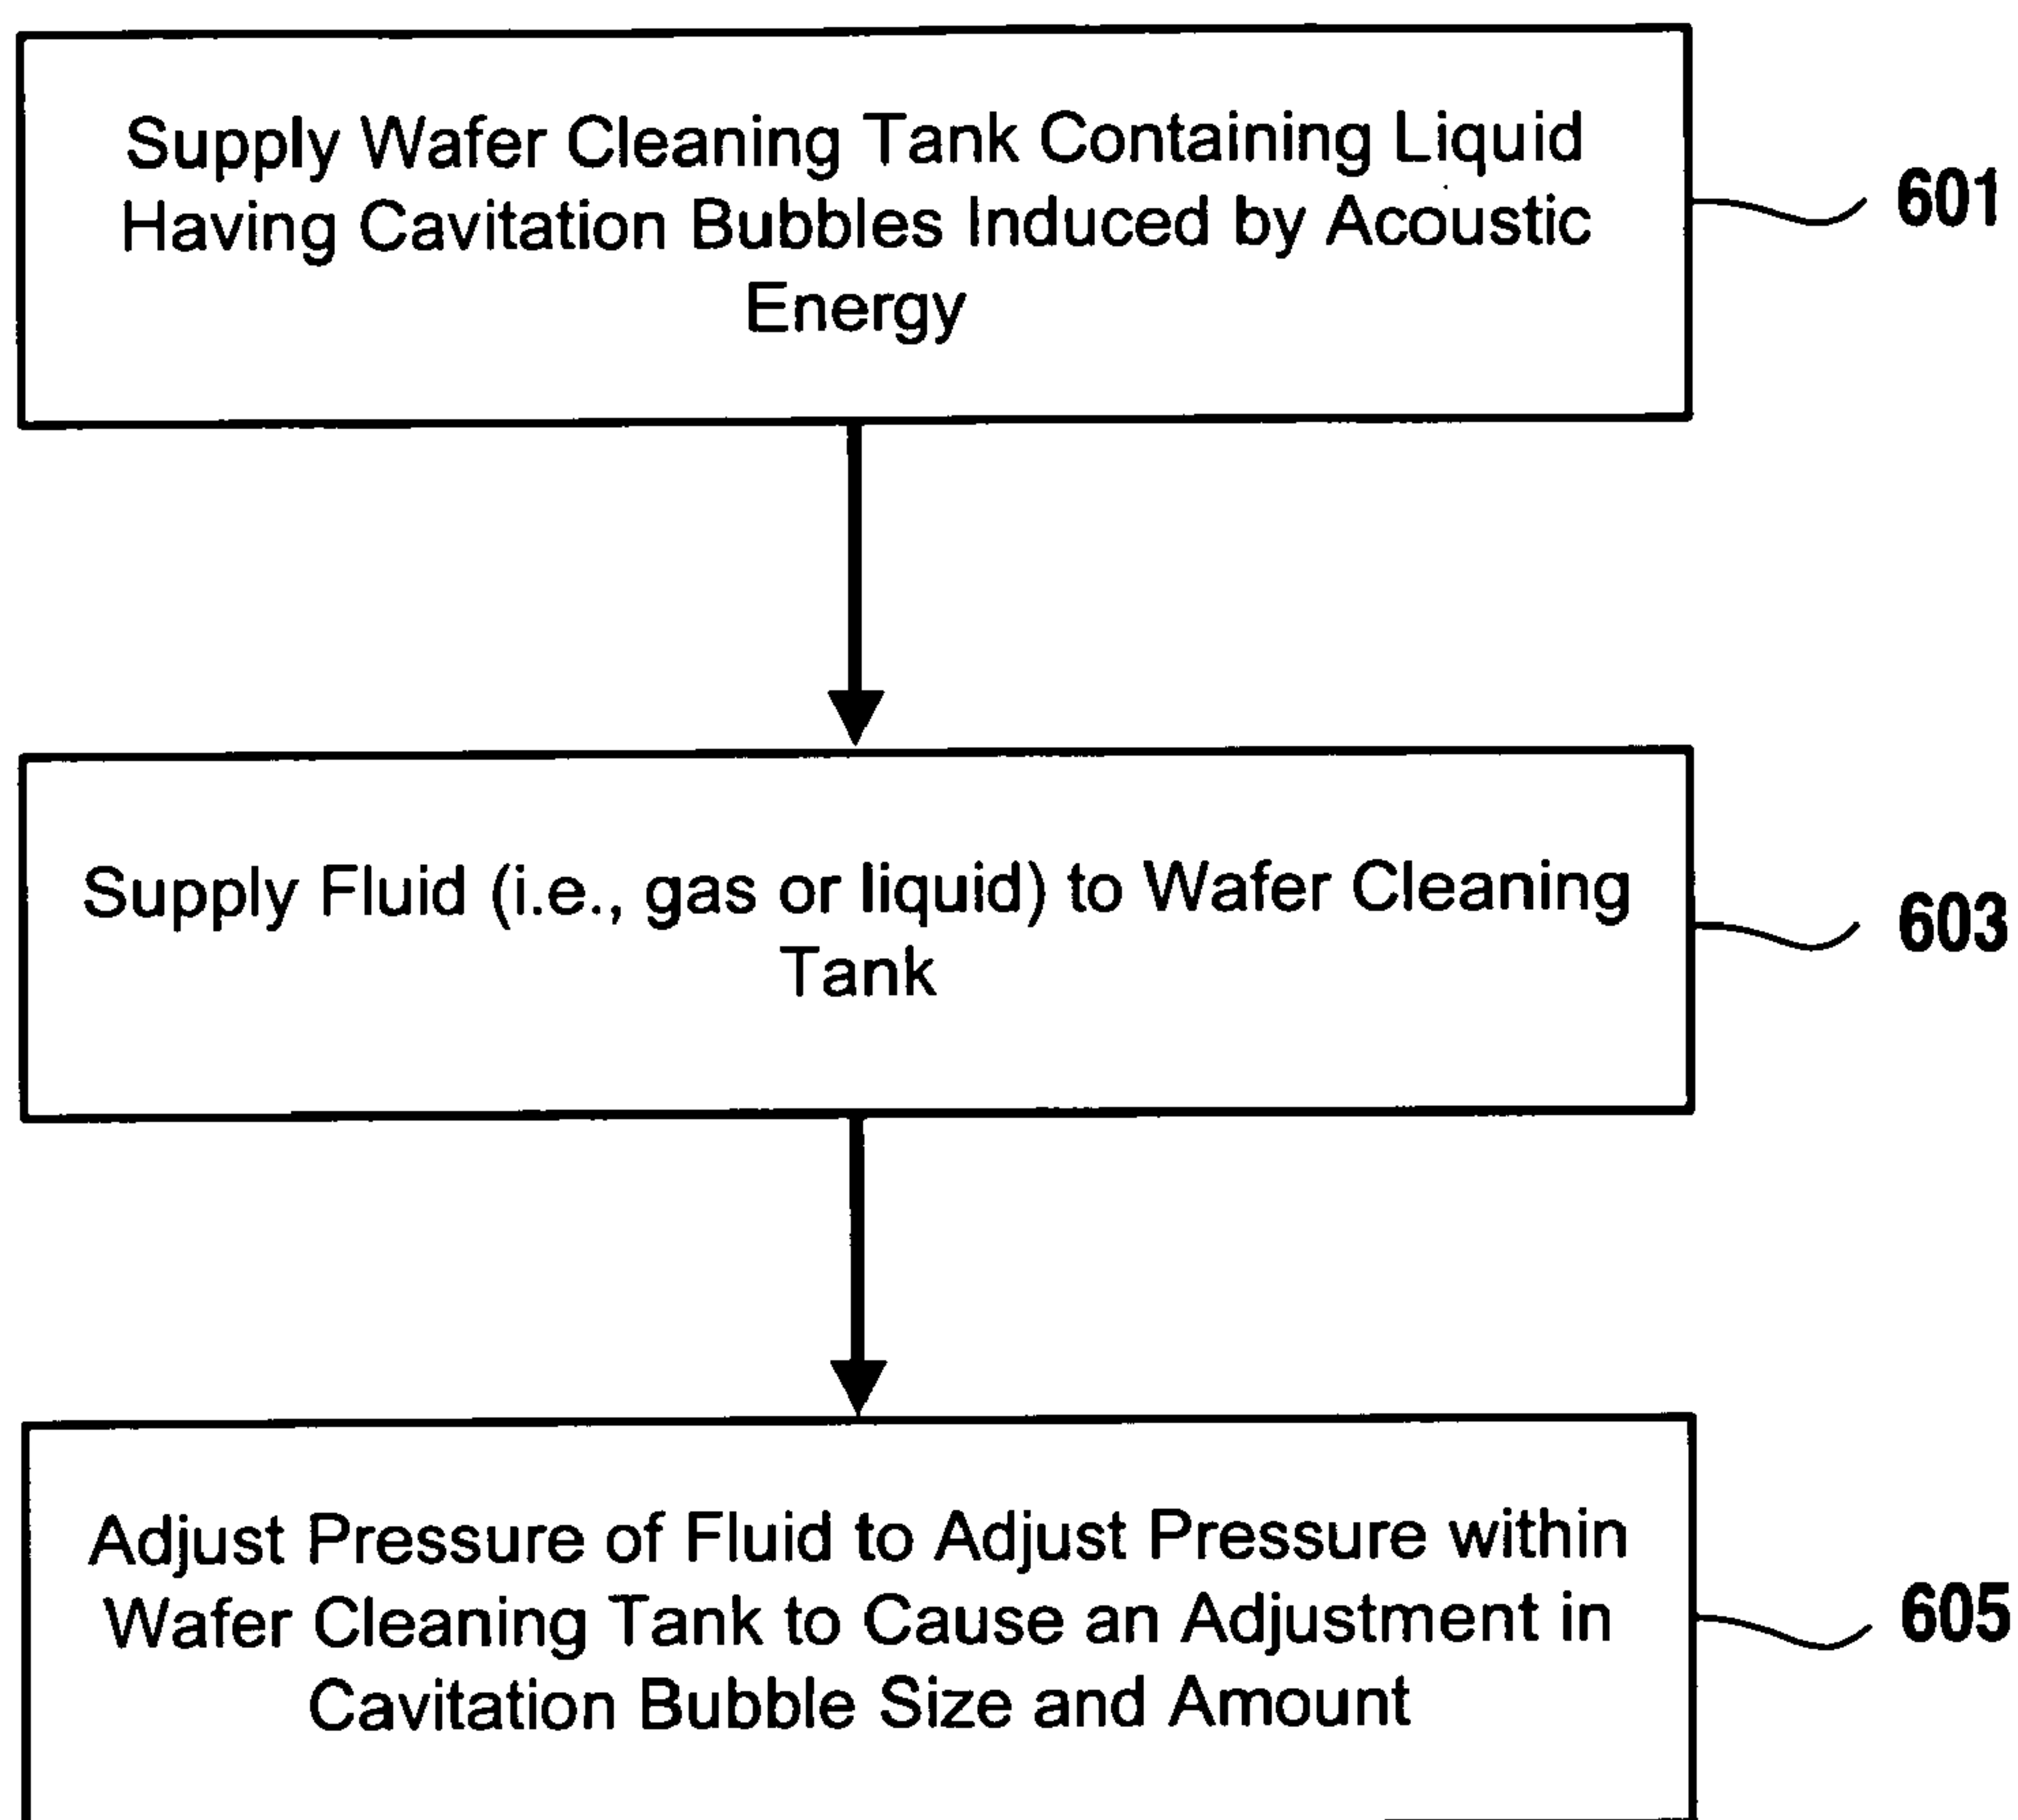 Supply Wafer Cleaning Tank Containing Liquid
Having Cavitation Bubbles Induced by Acoustic
Energy
601
Supply Fluid (i.e., gas or liquid) to Wafer Cleaning
Tank
603
Adjust Pressure of Fluid to Adjust Pressure within
Wafer Cleaning Tank to Cause an Adjustment in
Cavitation Bubble Size and Amount
605